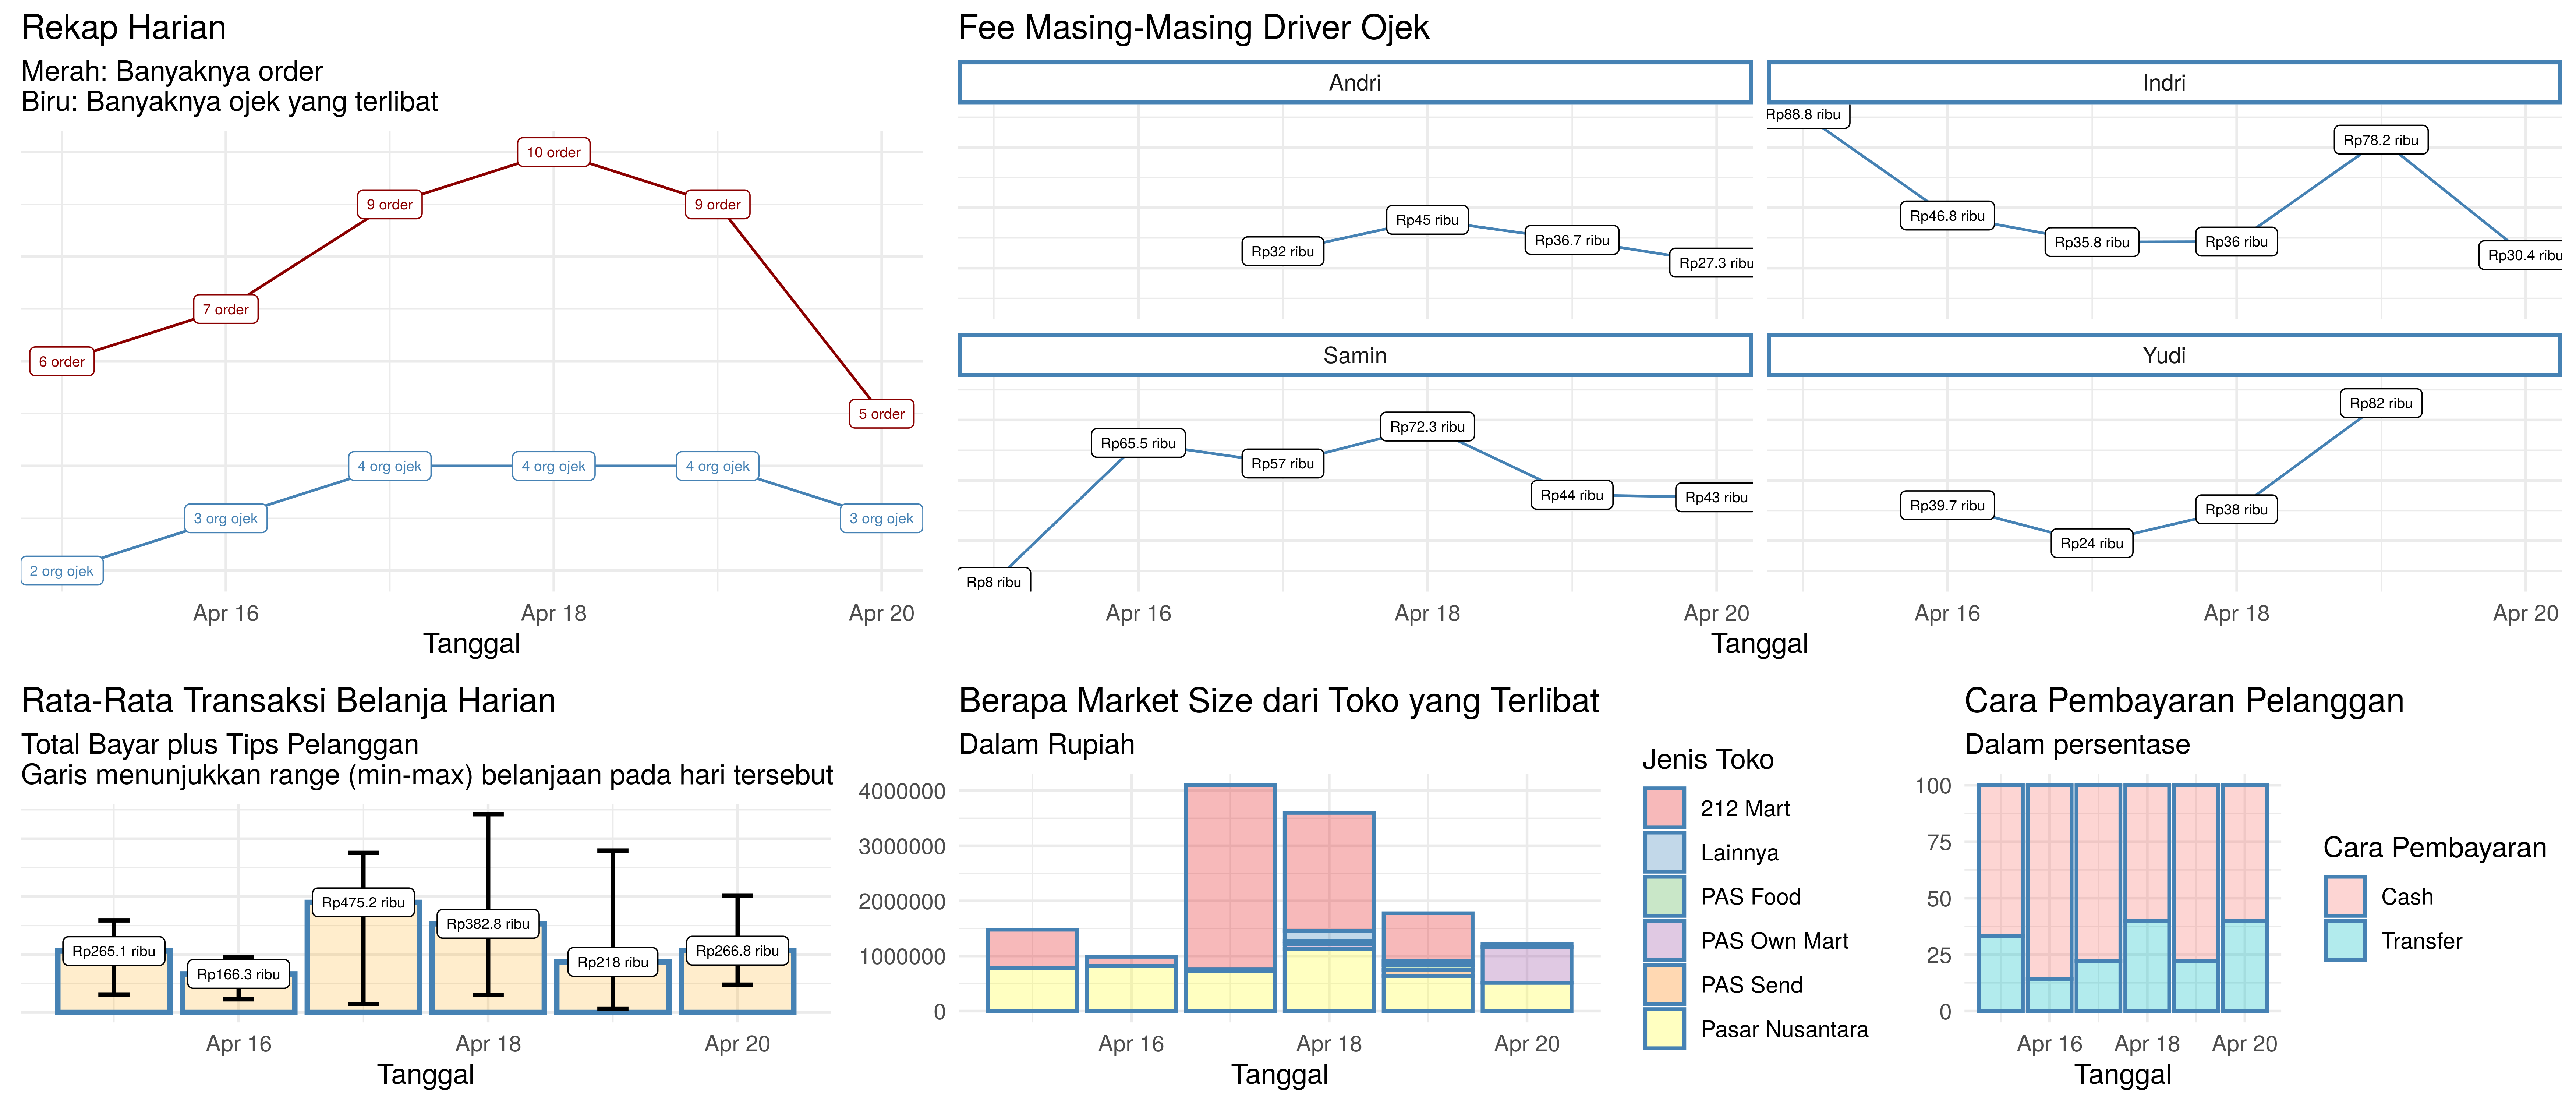 Rekap Harian
Merah: Banyaknya order
Biru: Banyaknya ojek yang terlibat
10 order
9 order
9 order
7 order
6 order
5 order
4 org ojek
4 org ojek
4 org ojek
3 org ojek
3 org ojek
2 org ojek
Apr 16
Apr 18
Apr 20
Tanggal
Fee Masing-Masing Driver Ojek
Andri
Rp32 ribu
Rp45 ribu
Rp36.7 ribu
Rp27.3 ribu
Indri
Rp88.8 ribu
Rp46.8 ribu
Rp35.8 ribu
Rp36 ribu
Rp78.2 ribu
Rp30.4 ribu
Samin
Rp8 ribu
Rp65.5 ribu
Rp57 ribu
Rp72.3 ribu
Rp44 ribu
Rp43 ribu
Yudi
Rp39.7 ribu
Rp24 ribu
Rp38 ribu
Rp82 ribu
Apr 16
Apr 18
Apr 20
Apr 16
Apr 18
Apr 20
Tanggal
Rata-Rata Transaksi Belanja Harian
Total Bayar plus Tips Pelanggan
Garis menunjukkan range (min-max) belanjaan pada hari tersebut
Rp265.1 ribu
Rp166.3 ribu
Rp475.2 ribu
Rp382.8 ribu
Rp218 ribu
Rp266.8 ribu
Apr 16
Apr 18
Apr 20
Tanggal
Berapa Market Size dari Toko yang Terlibat
Dalam Rupiah
4000000
3000000
2000000
1000000
0
Apr 16
Apr 18
Apr 20
Tanggal
Jenis Toko
212 Mart
Lainnya
PAS Food
PAS Own Mart
PAS Send
Pasar Nusantara
Cara Pembayaran Pelanggan
Dalam persentase
100
75
50
25
0
Apr 16
Apr 18
Apr 20
Tanggal
Cara Pembayaran
Cash
Transfer